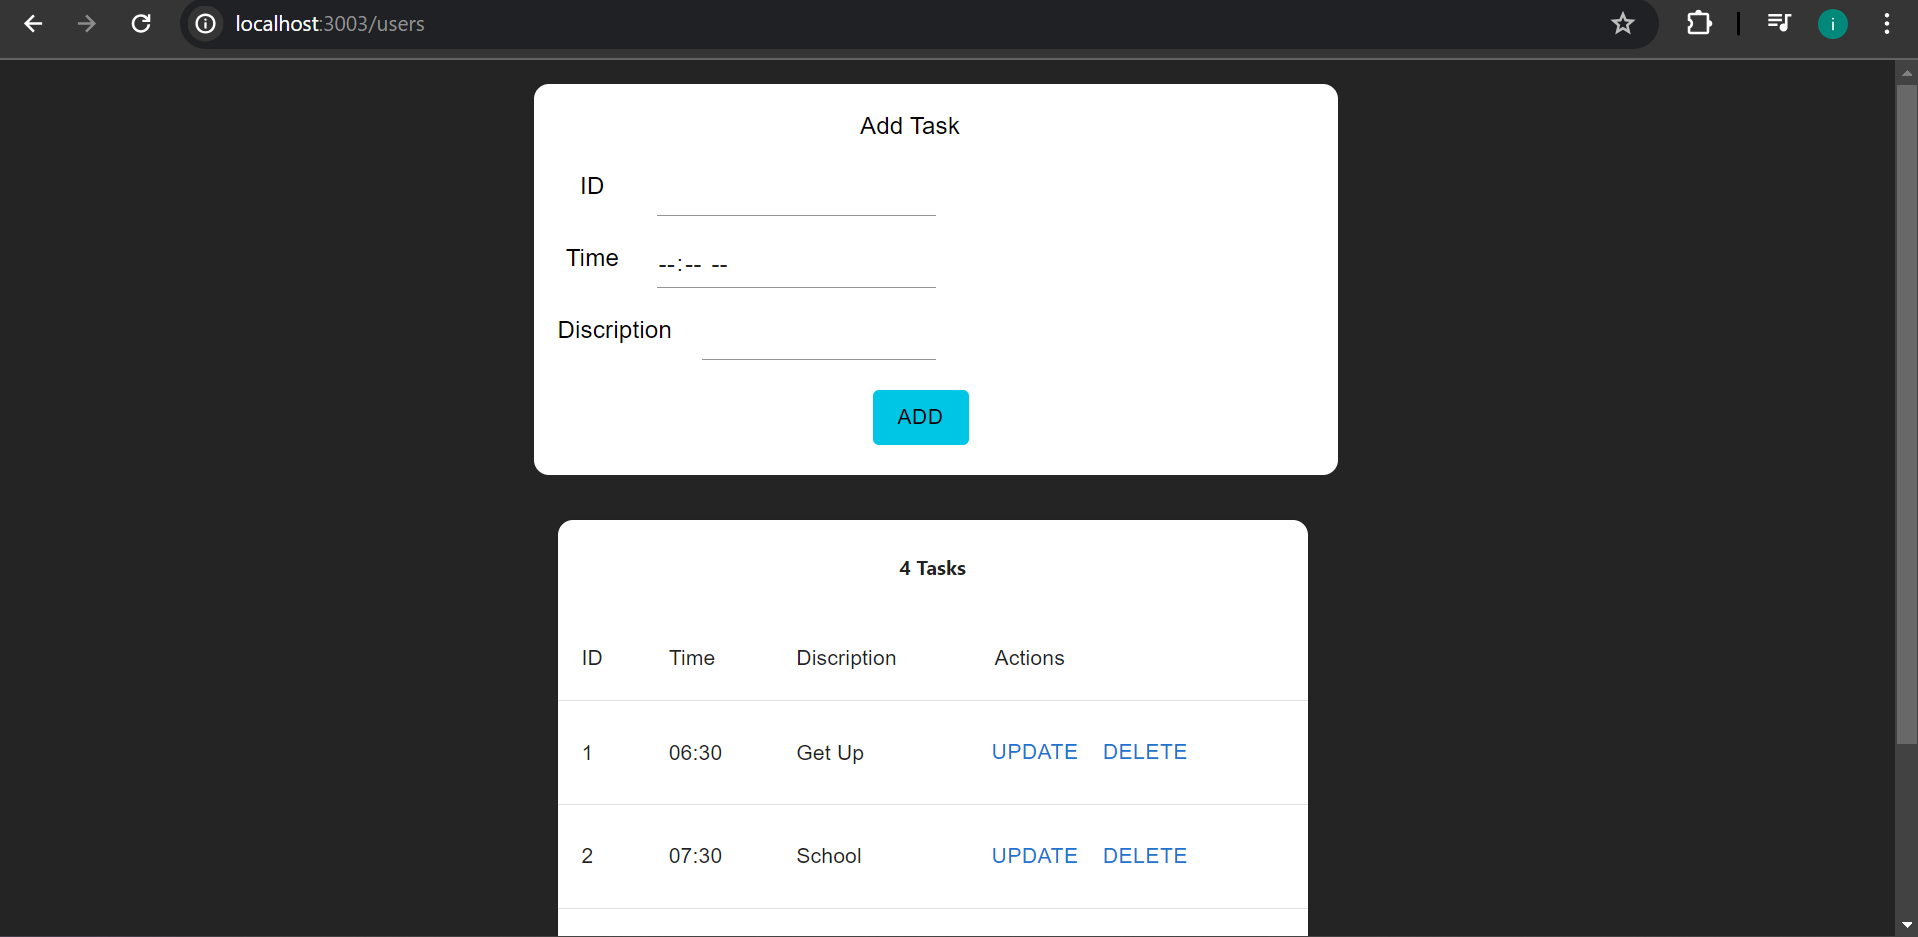 localhost:3003/users
i
Add Task
ID
Time --:-- --
Discription
ADD
4 Tasks
ID Time Discription Actions
1 06:30 Get Up UPDATE DELETE
2 07:30 School UPDATE DELETE